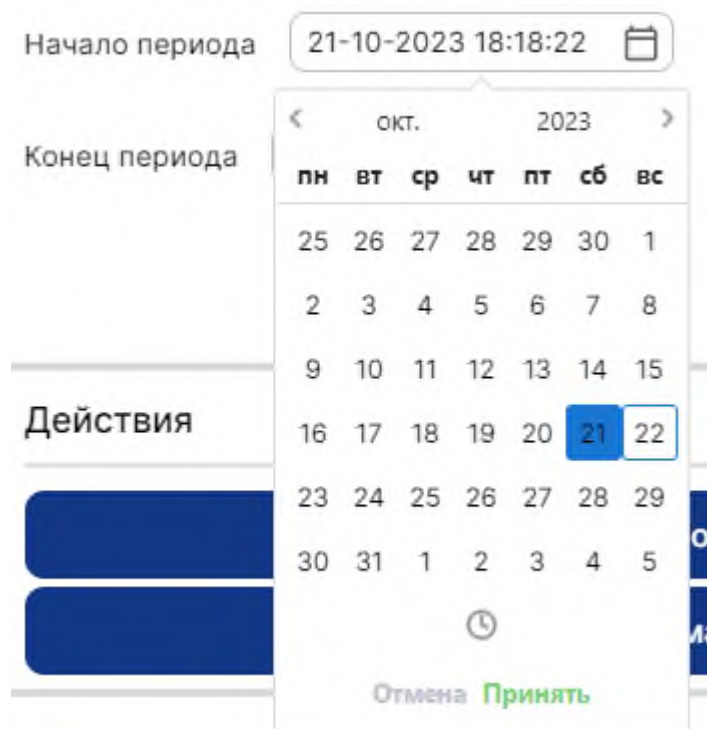 Начало периода 21-10-2023 18:18:22
окт. 2023
Конец периода
пн вт ср чт пт сб вс
25 26 27 28 29 30 1
2 3 4 5 6 7 8
9 10 11 12 13 14 15
Действия
16 17 18 19 20 21 22
23 24 25 26 27 28 29
30 31 1 2 3 4 5
Отмена Принять